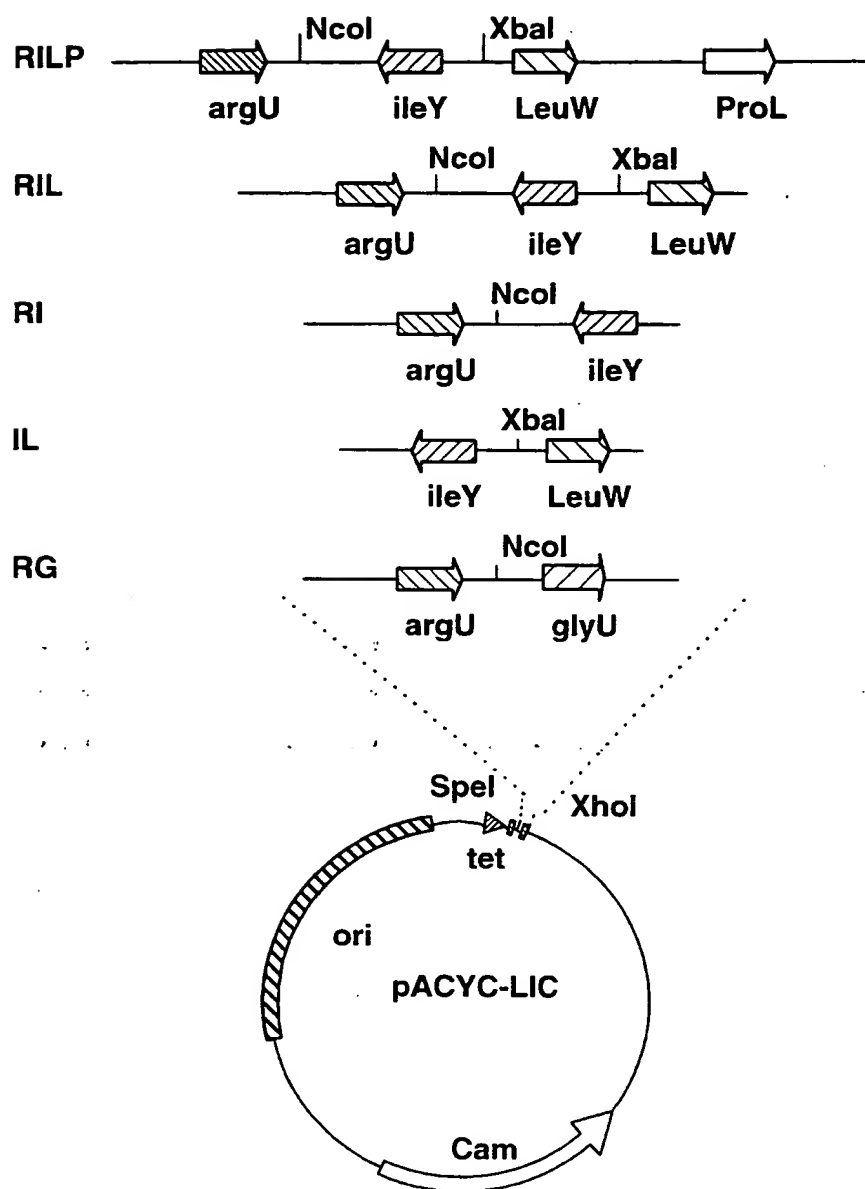 NcoI XbaI
RILP
argU ileY LeuW ProL
NcoI XbaI
RIL
argU ileY LeuW
NcoI
RI
argU ileY
XbaI
IL
ileY LeuW
NcoI
RG
argU glyU
SpeI XhoI
tet
ori
pACYC-LIC
Cam